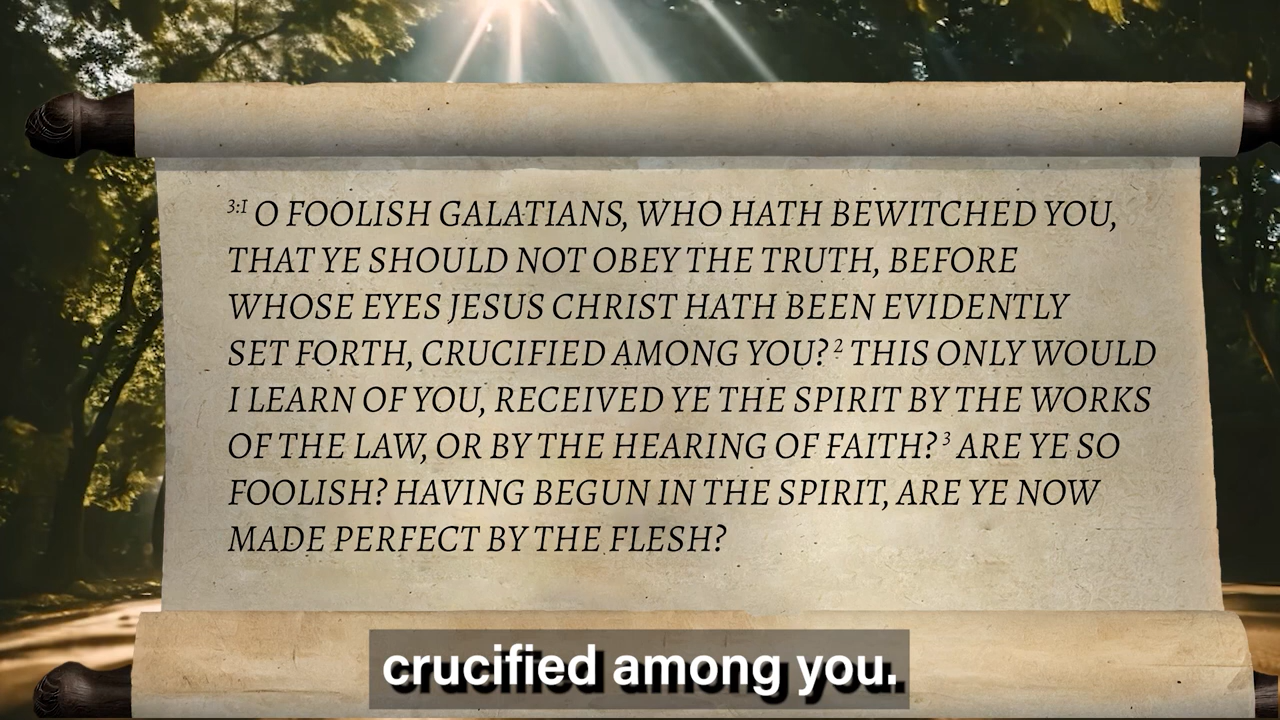 3:1 O FOOLISH GALATIANS, WHO HATH BEWITCHED YOU,
THAT YE SHOULD NOT OBEY THE TRUTH, BEFORE
WHOSE EYES JESUS CHRIST HATH BEEN EVIDENTLY
SET FORTH, CRUCIFIED AMONG YOU? 2 THIS ONLY WOULD
I LEARN OF YOU, RECEIVED YE THE SPIRIT BY THE WORKS
OF THE LAW, OR BY THE HEARING OF FAITH? 3 ARE YE SO
FOOLISH? HAVING BEGUN IN THE SPIRIT, ARE YE NOW
MADE PERFECT BY THE FLESH?
crucified among you.